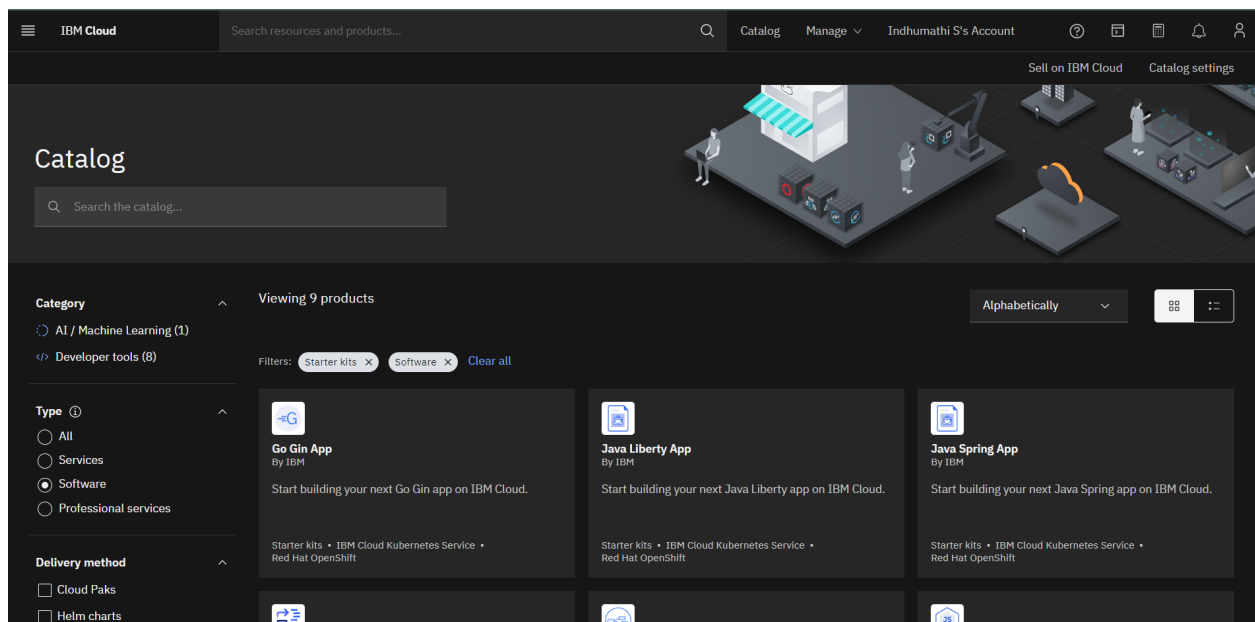 IBM Cloud
Search resources and products...
Catalog
Manage
Indhumathi S's Account
Sell on IBM Cloud
Catalog settings
Catalog
Search the catalog...
Category
AI / Machine Learning (1)
Developer tools (8)
Type
All
Services
Software
Professional services
Delivery method
Cloud Paks
Helm charts
Viewing 9 products
Alphabetically
Filters:
Starter kits
Software
Clear all
Go Gin App
By IBM
Start building your next Go Gin app on IBM Cloud.
Starter kits • IBM Cloud Kubernetes Service •
Red Hat OpenShift
Java Liberty App
By IBM
Start building your next Java Liberty app on IBM Cloud.
Starter kits • IBM Cloud Kubernetes Service •
Red Hat OpenShift
Java Spring App
By IBM
Start building your next Java Spring app on IBM Cloud.
Starter kits • IBM Cloud Kubernetes Service •
Red Hat OpenShift